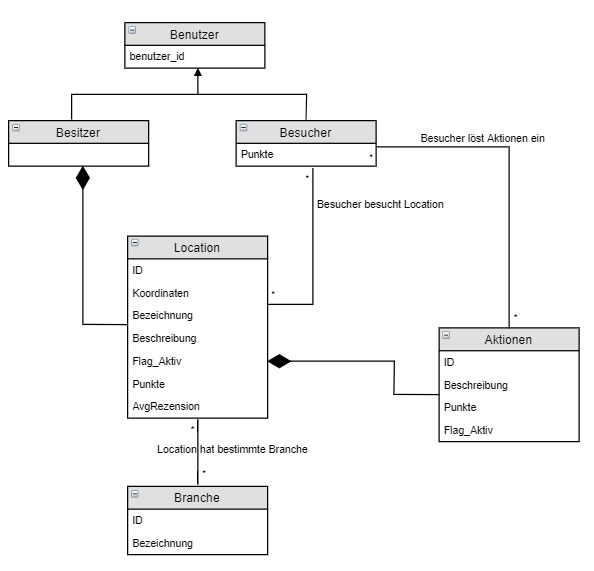 Benutzer
benutzer_id
Besitzer
Besucher
Punkte
*
Besucher löst Aktionen ein
*
Besucher besucht Location
Location
ID
Koordinaten
*
Bezeichnung
Beschreibung
Flag_Aktiv
Punkte
AvgRezension
*
Aktionen
ID
Beschreibung
Punkte
Flag_Aktiv
*
Location hat bestimmte Branche
*
Branche
ID
Bezeichnung